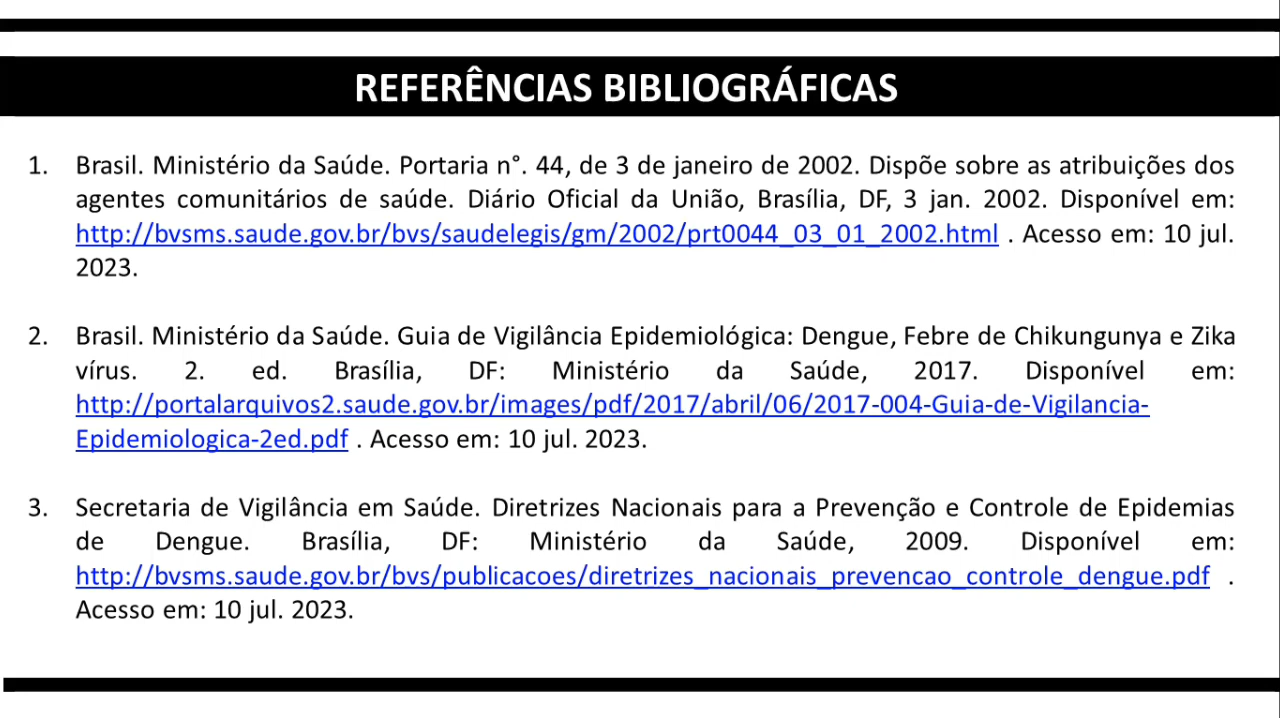 REFERÊNCIAS BIBLIOGRÁFICAS
1. Brasil. Ministério da Saúde. Portaria n°. 44, de 3 de janeiro de 2002. Dispõe sobre as atribuições dos
agentes comunitários de saúde. Diário Oficial da União, Brasília, DF, 3 jan. 2002. Disponível em:
http://bvsms.saude.gov.br/bvs/saudelegis/gm/2002/prt0044_03_01_2002.html . Acesso em: 10 jul.
2023.
2. Brasil. Ministério da Saúde. Guia de Vigilância Epidemiológica: Dengue, Febre de Chikungunya e Zika
vírus. 2. ed. Brasília, DF: Ministério da Saúde, 2017. Disponível em:
http://portalarquivos2.saude.gov.br/images/pdf/2017/abril/06/2017-004-Guia-de-Vigilancia-
Epidemiologica-2ed.pdf . Acesso em: 10 jul. 2023.
3. Secretaria de Vigilância em Saúde. Diretrizes Nacionais para a Prevenção e Controle de Epidemias
de Dengue. Brasília, DF: Ministério da Saúde, 2009. Disponível em:
http://bvsms.saude.gov.br/bvs/publicacoes/diretrizes_nacionais_prevencao_controle_dengue.pdf .
Acesso em: 10 jul. 2023.